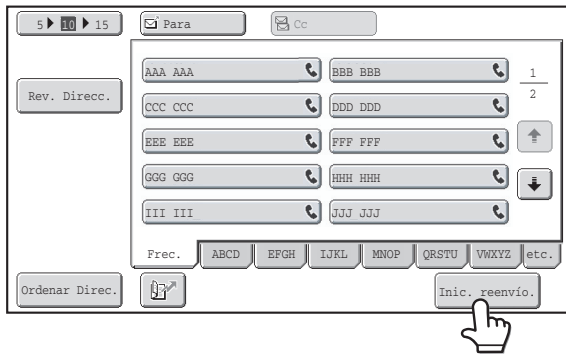 5 10 15
Para
Cc
Rev. Direcc.
AAA AAA
BBB BBB
CCC CCC
DDD DDD
EEE EEE
FFF FFF
GGG GGG
HHH HHH
III III
JJJ JJJ
1
2
Frec. ABCD EFGH IJKL MNOP QRSTU VWXYZ etc.
Ordenar Direc.
Inic. reenvío.